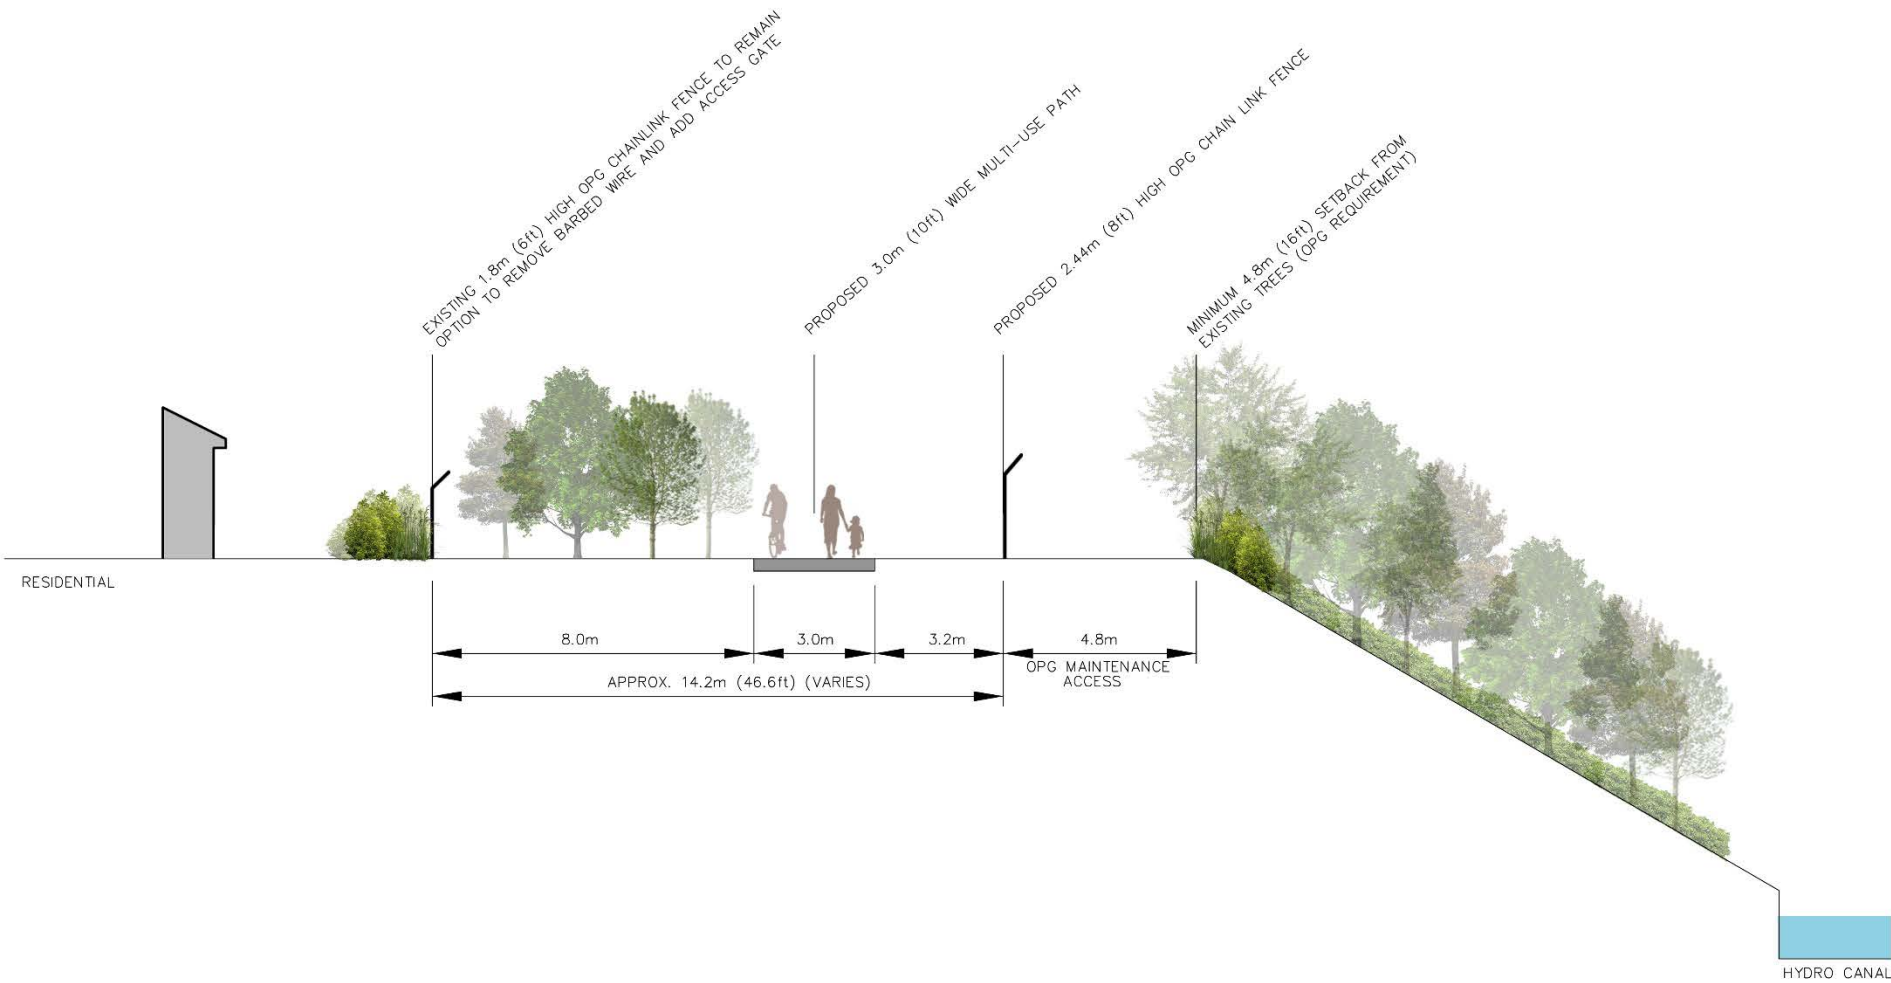 EXISTING 1.8m (6ft) HIGH OPG CHAINLINK FENCE TO REMAIN
OPTION TO REMOVE BARBED WIRE AND ADD ACCESS GATE
PROPOSED 3.0m (10ft) WIDE MULTI-USE PATH
PROPOSED 2.44m (8ft) HIGH OPG CHAIN LINK FENCE
MINIMUM 4.8m (16ft) SETBACK FROM
EXISTING TREES (OPG REQUIREMENT)
RESIDENTIAL
8.0m
3.0m
3.2m
4.8m
OPG MAINTENANCE
ACCESS
APPROX. 14.2m (46.6ft) (VARIES)
HYDRO CANAL